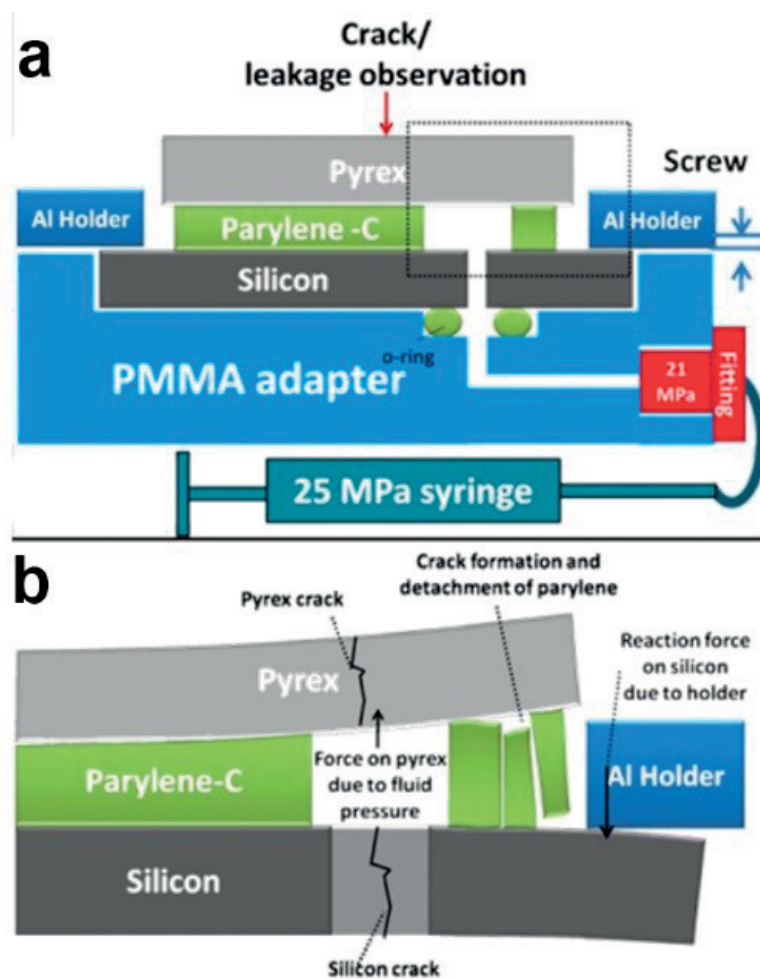 a
Crack/
leakage observation
Pyrex
Screw
Al Holder
Parylene -C
Al Holder
Silicon
o-ring
PMMA adapter
21
MPa
Fitting
25 MPa syringe
b
Crack formation and
detachment of parylene
Pyrex crack
Reaction force
on silicon
due to holder
Pyrex
Force on pyrex
due to fluid
pressure
Parylene-C
Al Holder
Silicon
Silicon crack